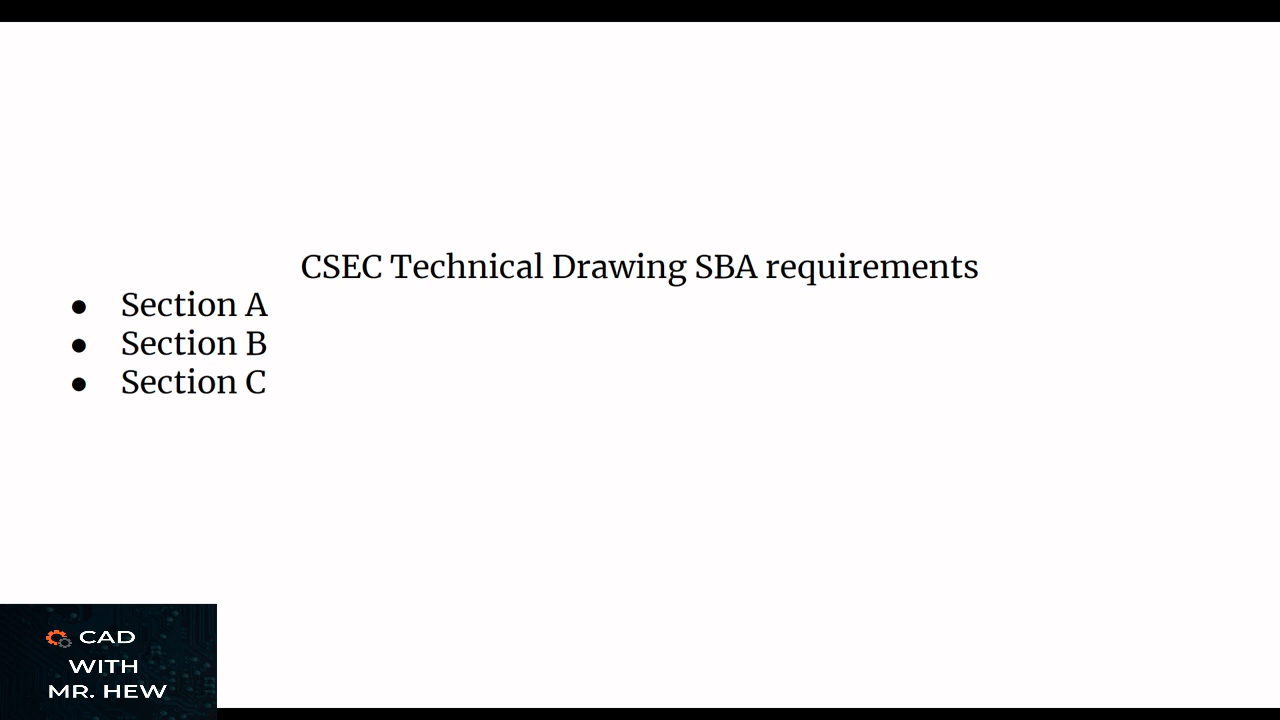 CSEC Technical Drawing SBA requirements
● Section A
● Section B
● Section C
CAD
WITH
MR. HEW